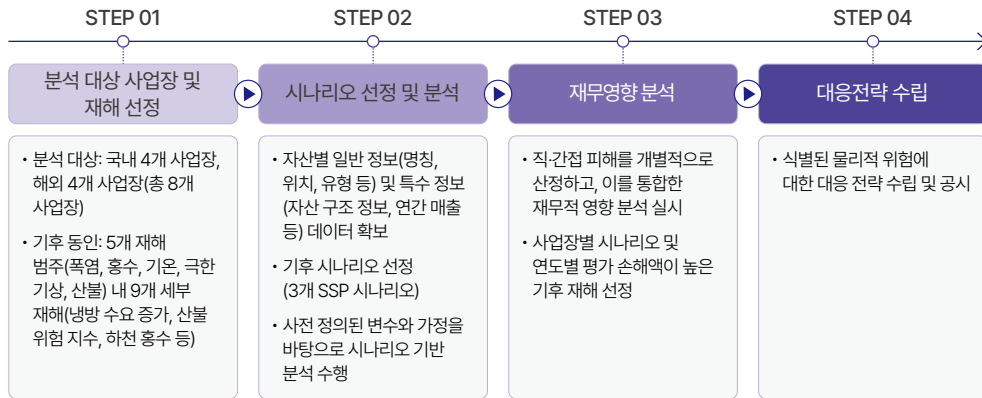 STEP 01
STEP 02
STEP 03
STEP 04
분석 대상 사업장 및
재해 선정
시나리오 선정 및 분석
재무영향 분석
대응전략 수립
• 분석 대상: 국내 4개 사업장,
해외 4개 사업장(총 8개
사업장)
• 기후 동인: 5개 재해
범주(폭염, 홍수, 기온, 극한
기상, 산불) 내 9개 세부
재해(냉방 수요 증가, 산불
위험 지수, 하천 홍수 등)
• 자산별 일반 정보(명칭,
위치, 유형 등) 및 특수 정보
(자산 구조 정보, 연간 매출
등) 데이터 확보
• 기후 시나리오 선정
(3개 SSP 시나리오)
• 사전 정의된 변수와 가정을
바탕으로 시나리오 기반
분석 수행
• 직·간접 피해를 개별적으로
산정하고, 이를 통합한
재무적 영향 분석 실시
• 사업장별 시나리오 및
연도별 평가 손해액이 높은
기후 재해 선정
• 식별된 물리적 위험에
대한 대응 전략 수립 및 공시